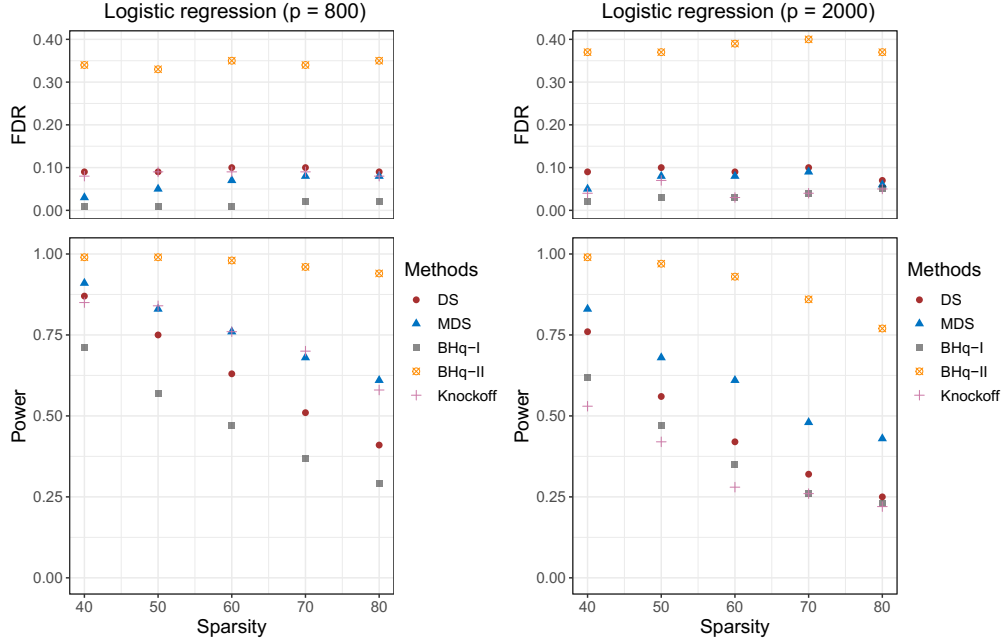 Logistic regression (p = 800)
FDR
0.40
0.30
0.20
0.10
0.00
Power
1.00
0.75
0.50
0.25
0.00
40 50 60 70 80
Sparsity
Methods
DS
MDS
BHq−I
BHq−II
Knockoff
Logistic regression (p = 2000)
FDR
0.40
0.30
0.20
0.10
0.00
Power
1.00
0.75
0.50
0.25
0.00
40 50 60 70 80
Sparsity
Methods
DS
MDS
BHq−I
BHq−II
Knockoff